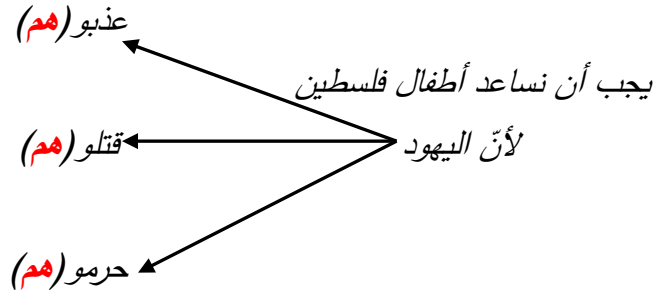 عذبو (هم)
يجب أن نساعد أطفال فلسطين
لأنّ اليهود
قتلو (هم)
حرمو (هم)